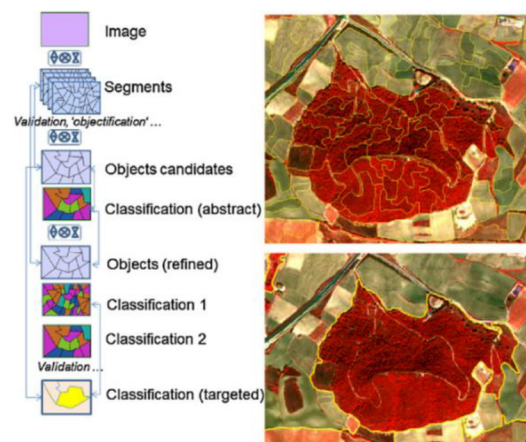 Image
Segments
Validation, 'objectification' ...
Objects candidates
Classification (abstract)
Objects (refined)
Classification 1
Classification 2
Validation ...
Classification (targeted)